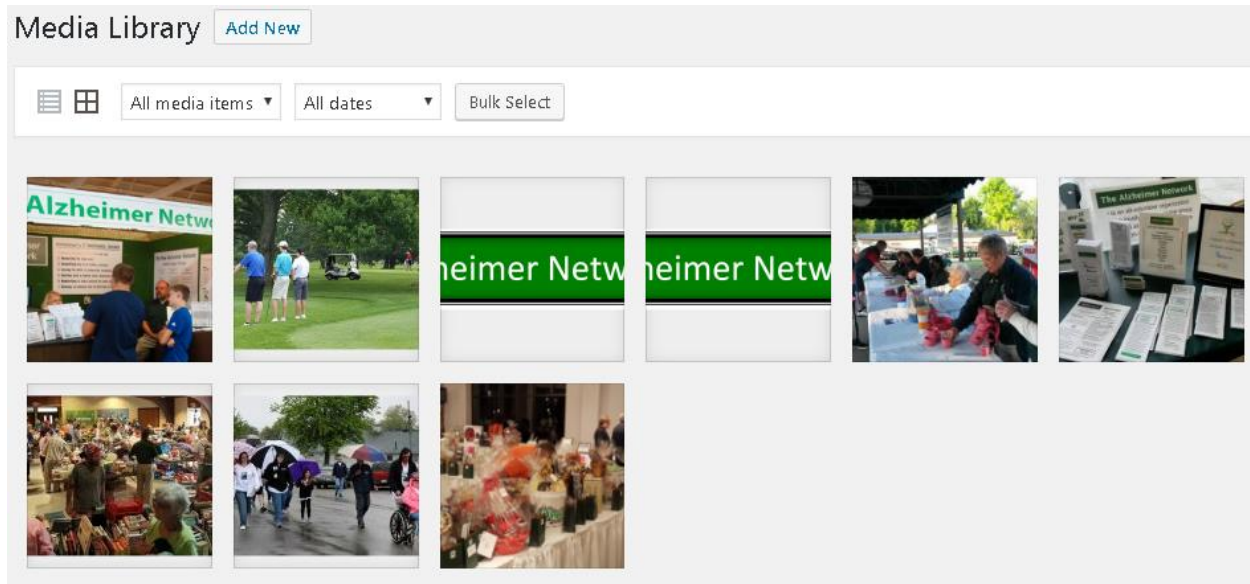 Media Library Add New
All media items All dates Bulk Select
Alzheimer Netw
heimer Netw
heimer Netw
The Alzheimer Network